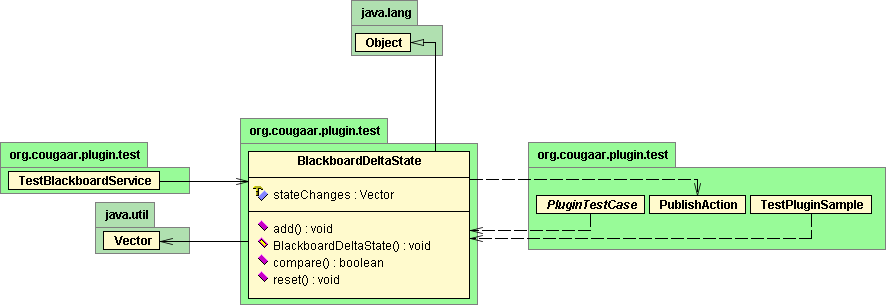 java.lang
Object
org.cougaar.plugin.test
BlackboardDeltaState
stateChanges : Vector
add() : void
BlackboardDeltaState() : void
compare() : boolean
reset() : void
org.cougaar.plugin.test
TestBlackboardService
java.util
Vector
org.cougaar.plugin.test
PluginTestCase
PublishAction
TestPluginSample